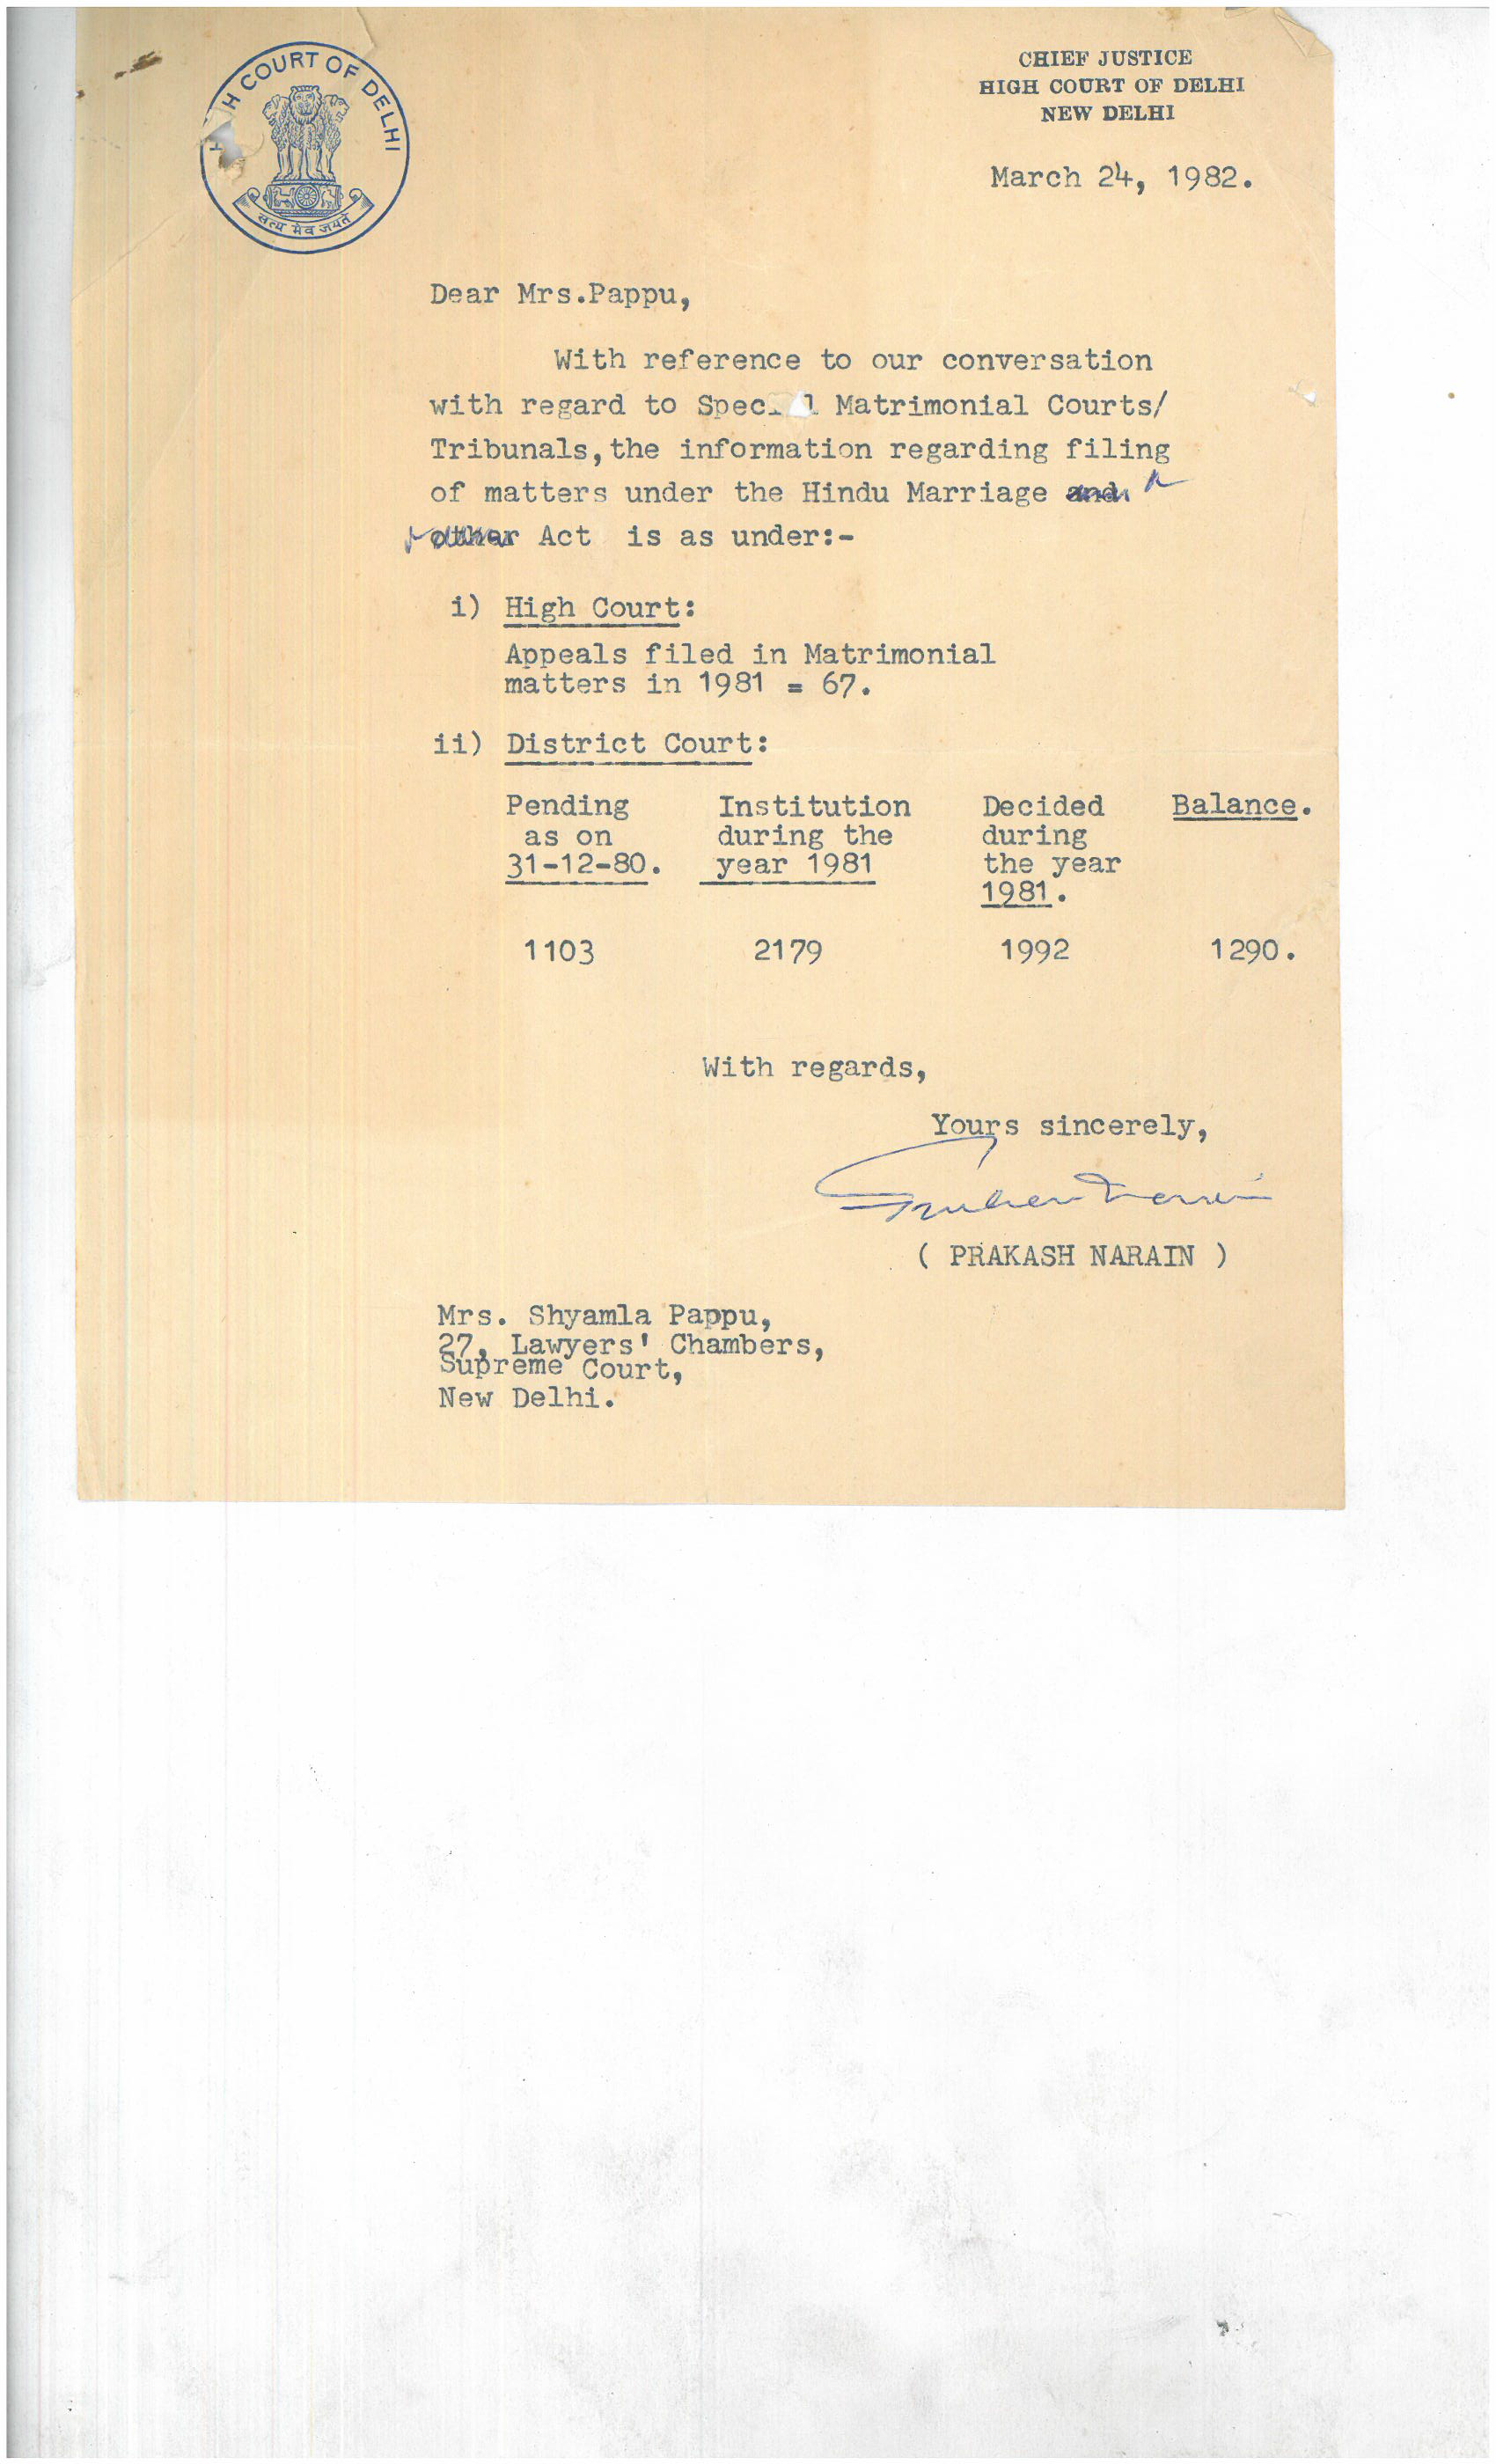 HIGH COURT OF DELHI
सत्य मेव जयते
CHIEF JUSTICE
HIGH COURT OF DELHI
NEW DELHI
March 24, 1982.
Dear Mrs.Pappu,
With reference to our conversation
with regard to Special Matrimonial Courts/
Tribunals, the information regarding filing
of matters under the Hindu Marriage and
other Act is as under:-
i) High Court:
Appeals filed in Matrimonial
matters in 1981 = 67.
ii) District Court:
Pending Institution Decided Balance.
as on during the during
31-12-80. year 1981 the year
1981.
1103 2179 1992 1290.
With regards,
Yours sincerely,
Prakash Narain
( PRAKASH NARAIN )
Mrs. Shyamla Pappu,
27, Lawyers' Chambers,
Supreme Court,
New Delhi.